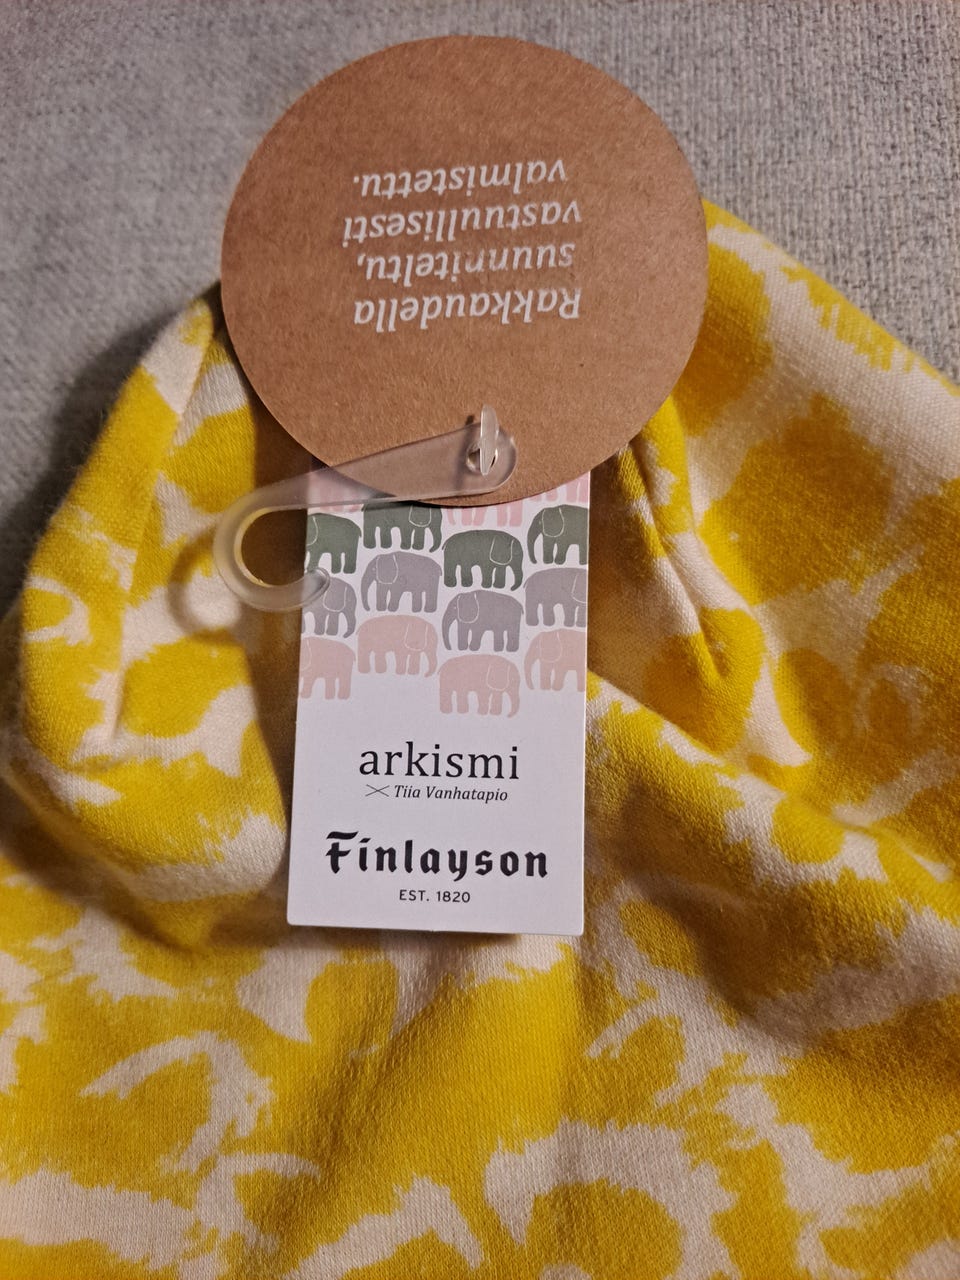 Rakkaudella
suunniteltu,
vastuullisesti
valmistettu.
arkismi
× Tiia Vanhatapio
Finlayson
EST. 1820